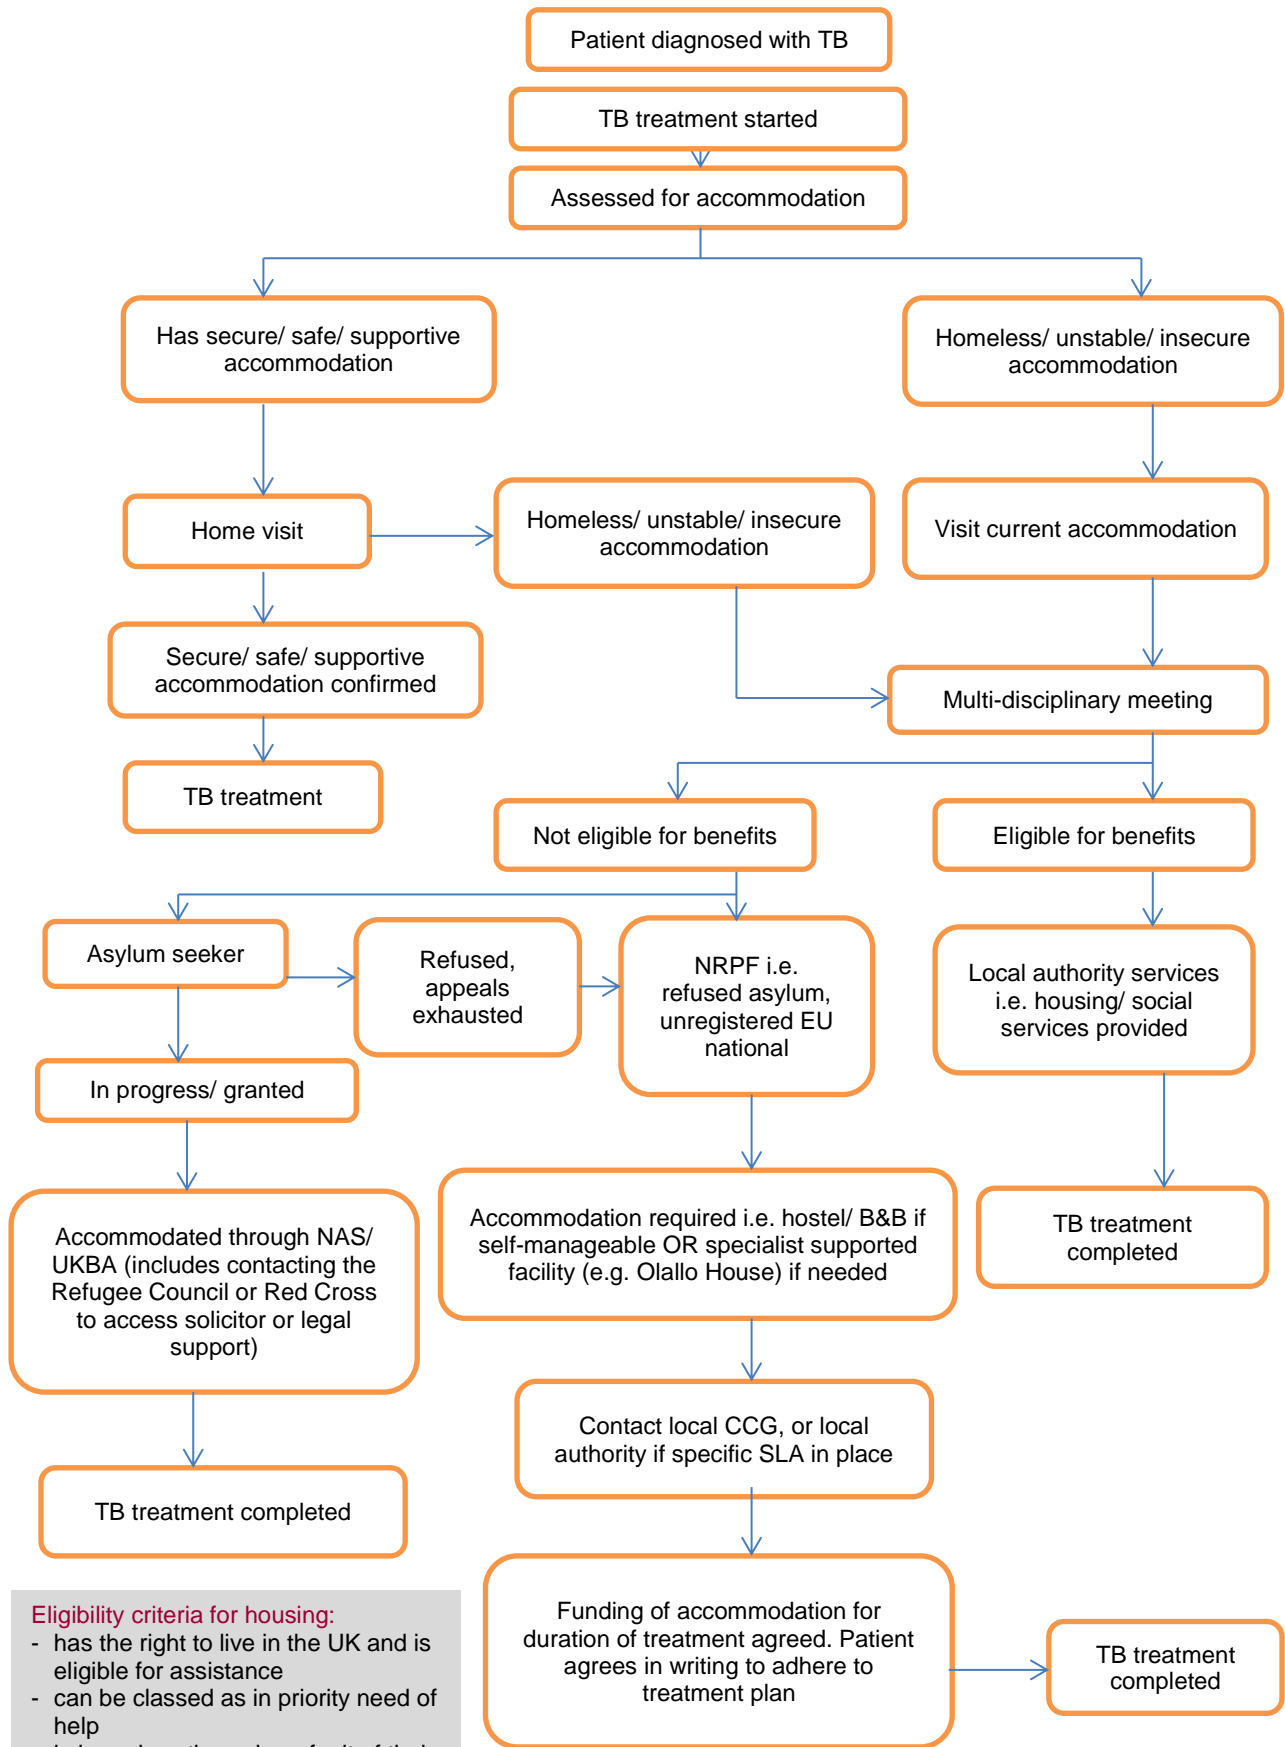 Patient diagnosed with TB
TB treatment started
Assessed for accommodation
Has secure/ safe/ supportive
accommodation
Homeless/ unstable/ insecure
accommodation
Home visit
Homeless/ unstable/ insecure
accommodation
Visit current accommodation
Secure/ safe/ supportive
accommodation confirmed
Multi-disciplinary meeting
TB treatment
Not eligible for benefits
Eligible for benefits
Asylum seeker
Refused,
appeals
exhausted
NRPF i.e.
refused asylum,
unregistered EU
national
Local authority services
i.e. housing/ social
services provided
In progress/ granted
Accommodated through NAS/
UKBA (includes contacting the
Refugee Council or Red Cross
to access solicitor or legal
support)
Accommodation required i.e. hostel/ B&B if
self-manageable OR specialist supported
facility (e.g. Olallo House) if needed
TB treatment
completed
Contact local CCG, or local
authority if specific SLA in place
TB treatment completed
Funding of accommodation for
duration of treatment agreed. Patient
agrees in writing to adhere to
treatment plan
TB treatment
completed
Eligibility criteria for housing:
- has the right to live in the UK and is
eligible for assistance
- can be classed as in priority need of
help